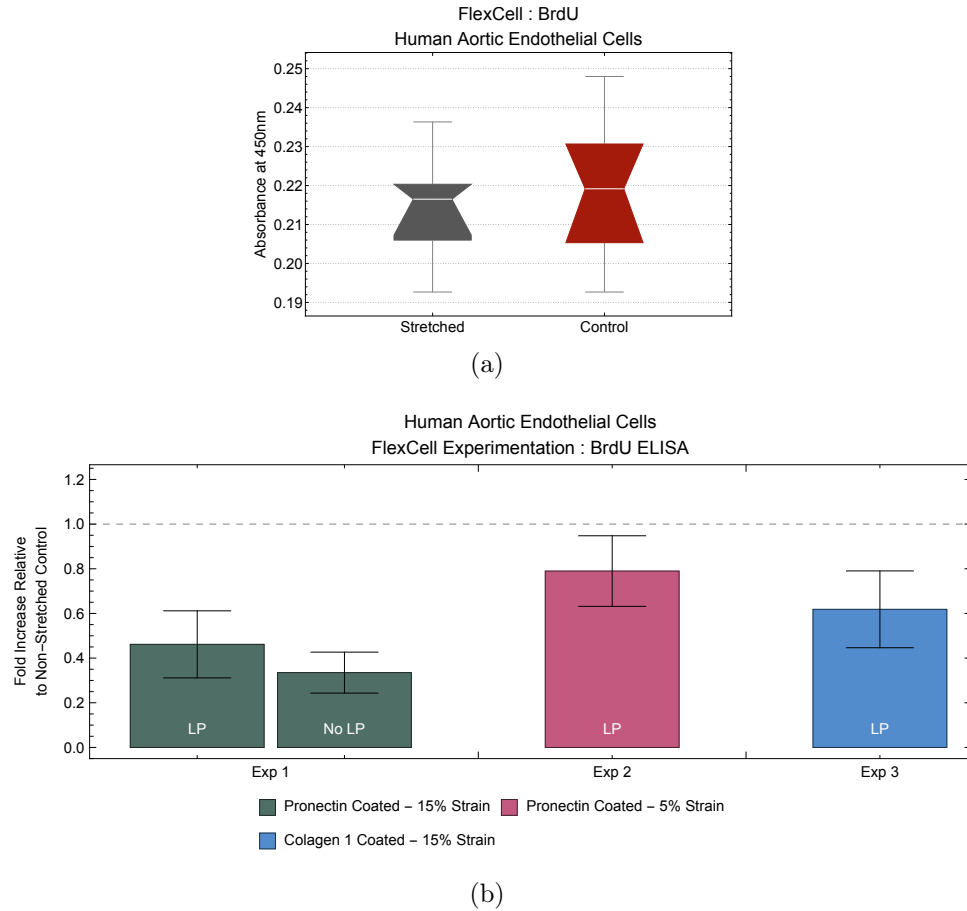 FlexCell : BrdU
Human Aortic Endothelial Cells
Absorbance at 450nm
0.25
0.24
0.23
0.22
0.21
0.20
0.19
Stretched Control
(a)
Human Aortic Endothelial Cells
FlexCell Experimentation : BrdU ELISA
Fold Increase Relative
to Non−Stretched Control
1.2
1.0
0.8
0.6
0.4
0.2
0.0
LP No LP LP LP
Exp 1 Exp 2 Exp 3
Pronectin Coated − 15% Strain Pronectin Coated − 5% Strain
Colagen 1 Coated − 15% Strain
(b)